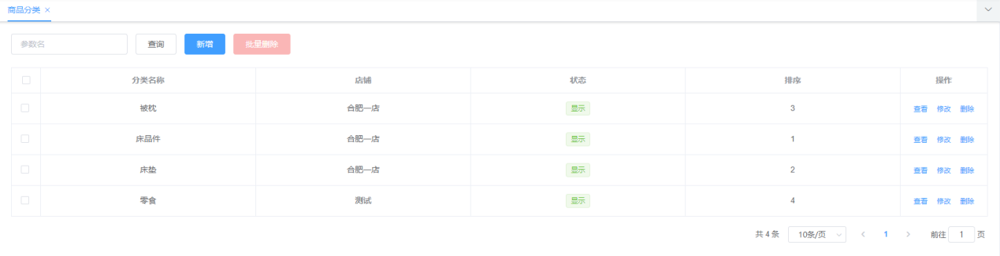 商品分类 ×
参数名 查询 新增 批量删除
分类名称 店铺 状态 排序 操作
被枕 合肥一店 显示 3 查看 修改 删除
床品件 合肥一店 显示 1 查看 修改 删除
床垫 合肥一店 显示 2 查看 修改 删除
零食 测试 显示 4 查看 修改 删除
共 4 条 10条/页 < 1 > 前往 1 页